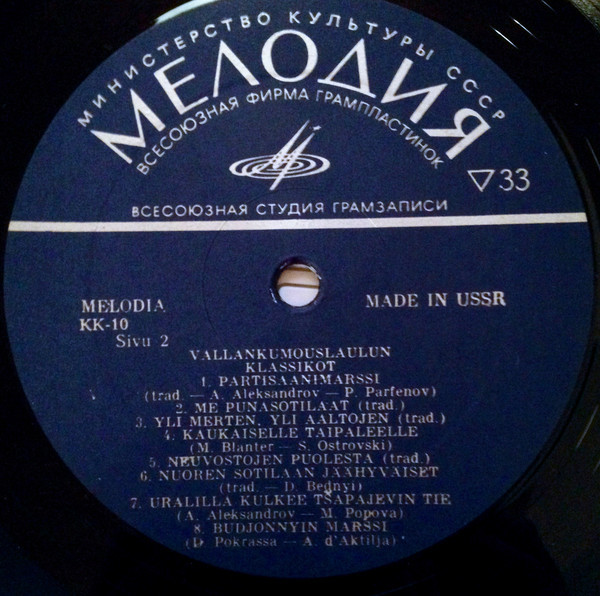 МИНИСТЕРСТВО КУЛЬТУРЫ СССР
МЕЛОДИЯ
ВСЕСОЮЗНАЯ ФИРМА ГРАМПЛАСТИНОК
▽33
ВСЕСОЮЗНАЯ СТУДИЯ ГРАМЗАПИСИ
MELODIA
MADE IN USSR
KK-10
Sivu 2
VALLANKUMOUSLAULUN
KLASSIKOT
1. PARTISAANIMARSSI
(trad. — A. Aleksandrov — P. Parfenov)
2. ME PUNASOTILAAT (trad.)
3. YLI MERTEN, YLI AALTOJEN (trad.)
4. KAUKAISELLE TAIPALEELLE
(M. Blanter — S. Ostrovski)
5. NEUVOSTOJEN PUOLESTA (trad.)
6. NUOREN SOTILAAN JÄÄHYVÄISET
(trad. — D. Bednyi)
7. URALILLA KULKEE TSAPAJEVIN TIE
(A. Aleksandrov — M. Popova)
8. BUDJONNYIN MARSSI
(D. Pokrassa — A. d'Aktilja)